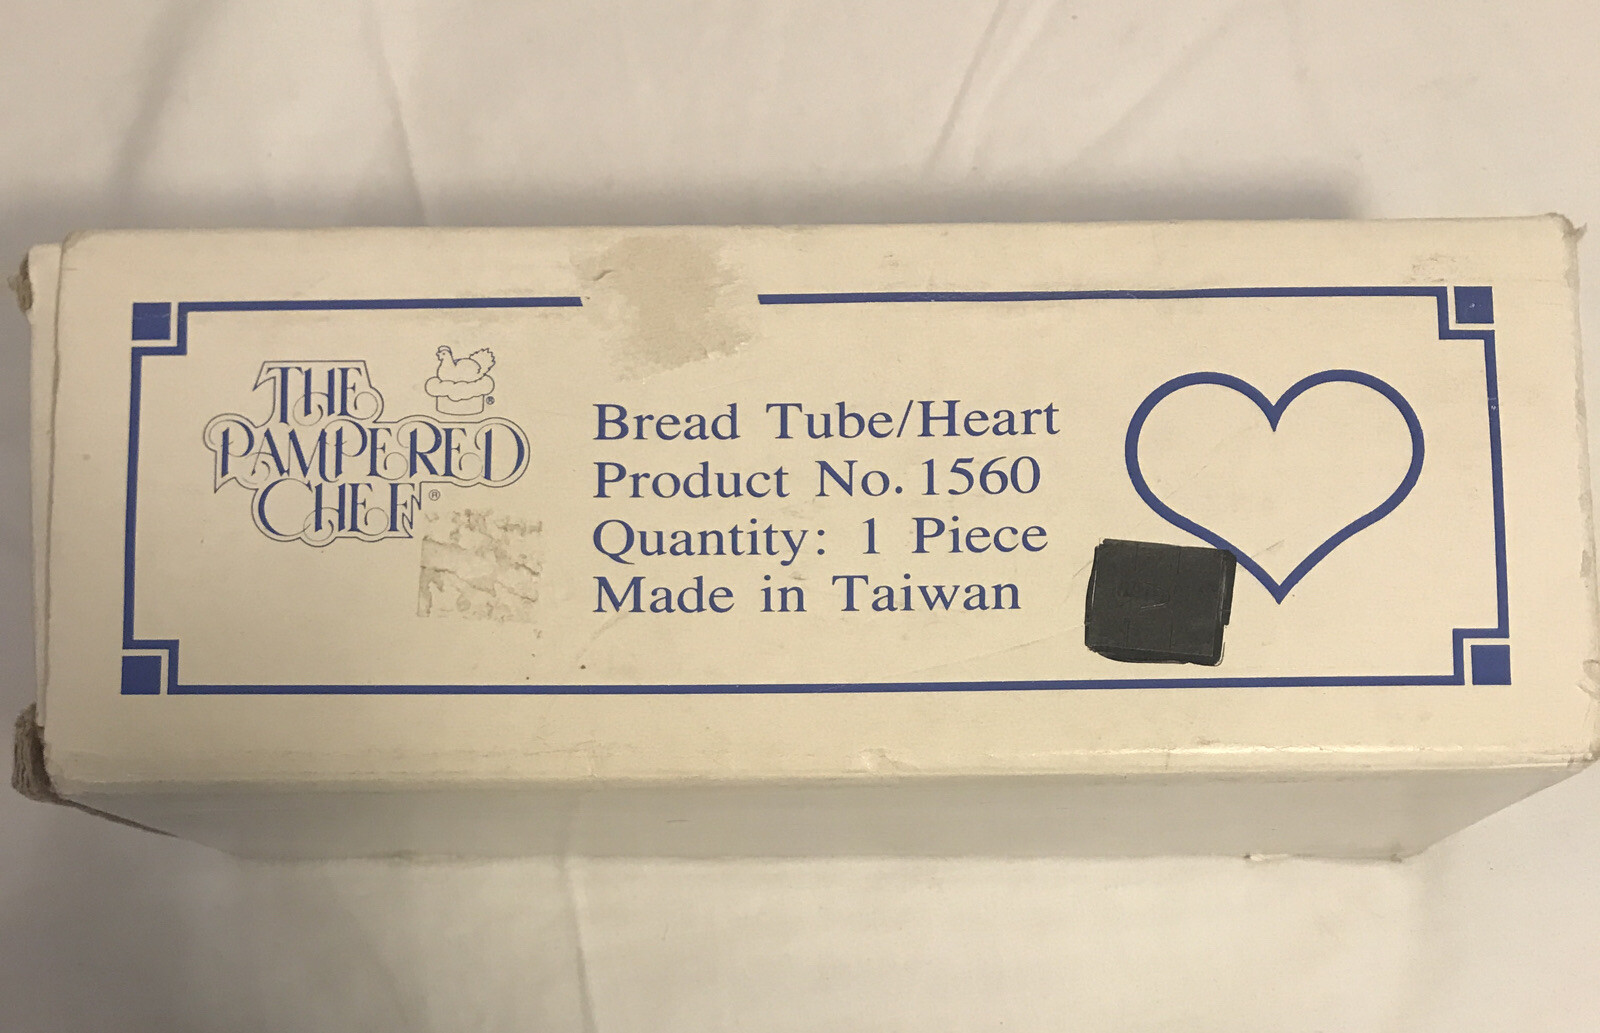 THE
PAMPERED
CHEF®
Bread Tube/Heart
Product No. 1560
Quantity: 1 Piece
Made in Taiwan